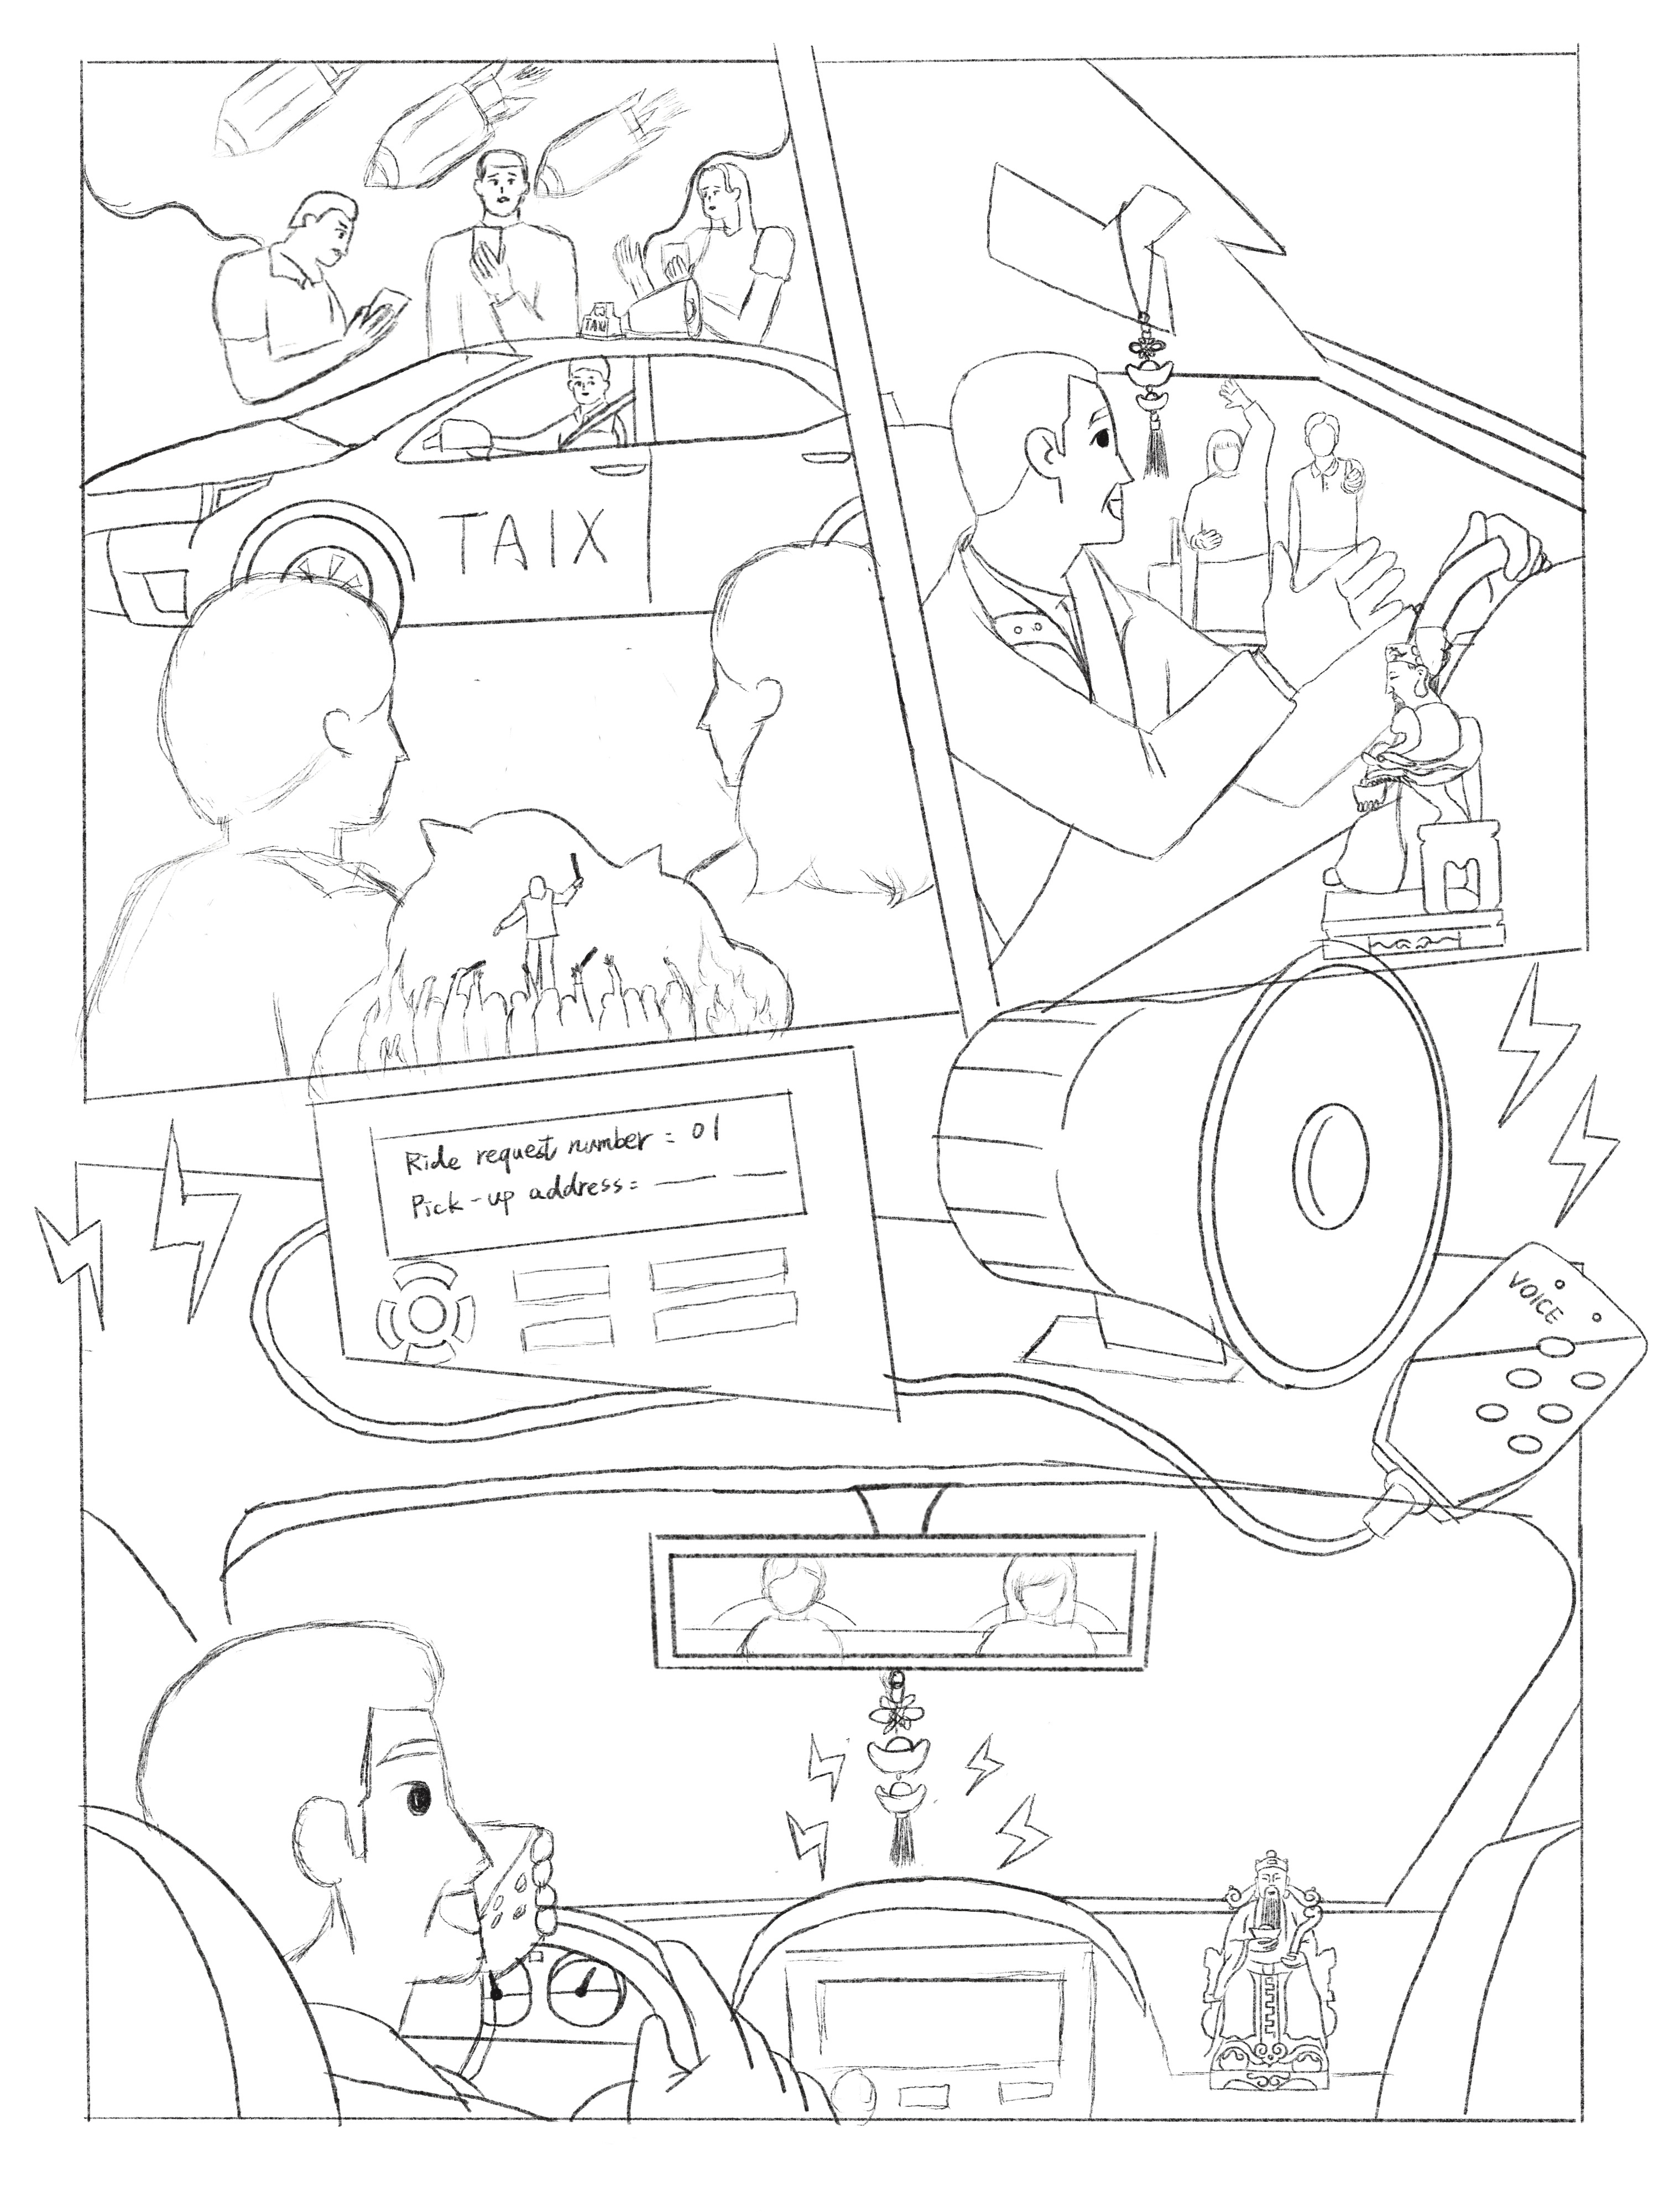 TAXI
TAIX
Ride request number = 01
Pick-up address=
VOICE